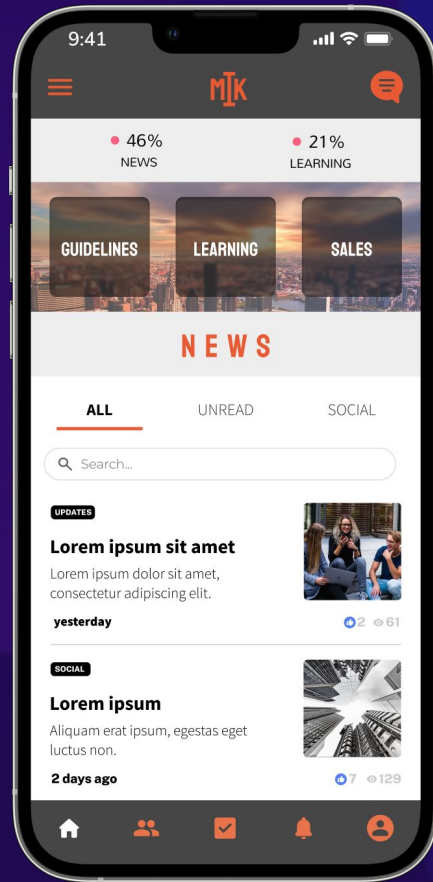 9:41
MIK
46%
21%
NEWS
LEARNING
GUIDELINES
LEARNING
SALES
NEWS
ALL
UNREAD
SOCIAL
Search...
UPDATES
Lorem ipsum sit amet
Lorem ipsum dolor sit amet,
consectetur adipiscing elit.
yesterday
2
61
SOCIAL
Lorem ipsum
Aliquam erat ipsum, egestas eget
luctus non.
2 days ago
7
129